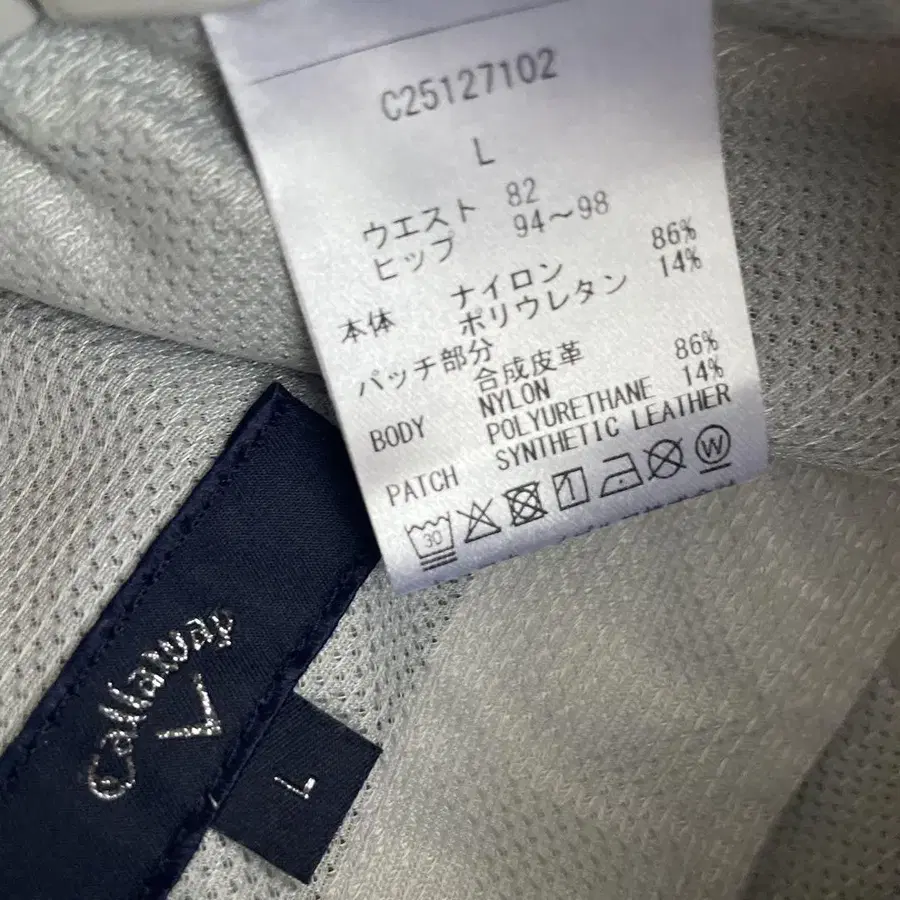 C25127102
L
ウエスト 82
ヒップ 94～98
本体 ナイロン 86%
ポリウレタン 14%
パッチ部分
合成皮革
BODY NYLON 86%
POLYURETHANE 14%
PATCH SYNTHETIC LEATHER
30
W
Callaway
L